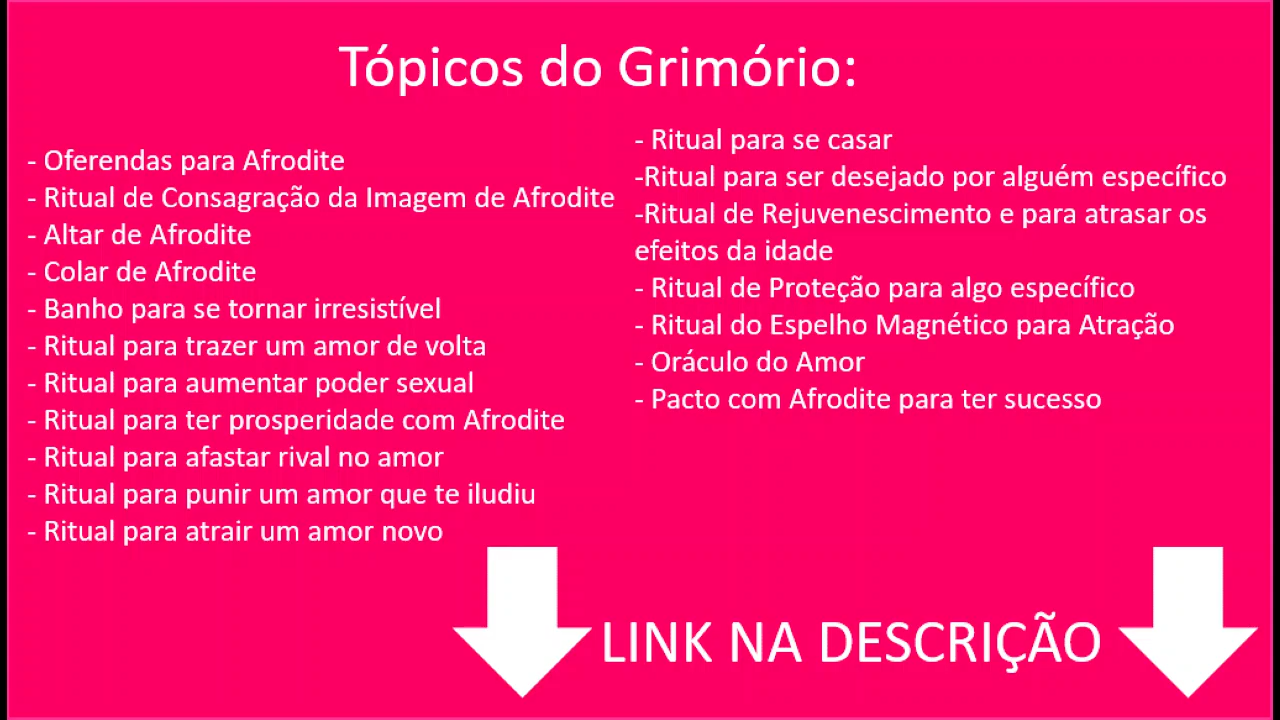 Tópicos do Grimório:
- Oferendas para Afrodite
- Ritual de Consagração da Imagem de Afrodite
- Altar de Afrodite
- Colar de Afrodite
- Banho para se tornar irresistível
- Ritual para trazer um amor de volta
- Ritual para aumentar poder sexual
- Ritual para ter prosperidade com Afrodite
- Ritual para afastar rival no amor
- Ritual para punir um amor que te iludiu
- Ritual para atrair um amor novo
- Ritual para se casar
-Ritual para ser desejado por alguém específico
-Ritual de Rejuvenescimento e para atrasar os
efeitos da idade
- Ritual de Proteção para algo específico
- Ritual do Espelho Magnético para Atração
- Oráculo do Amor
- Pacto com Afrodite para ter sucesso
LINK NA DESCRIÇÃO